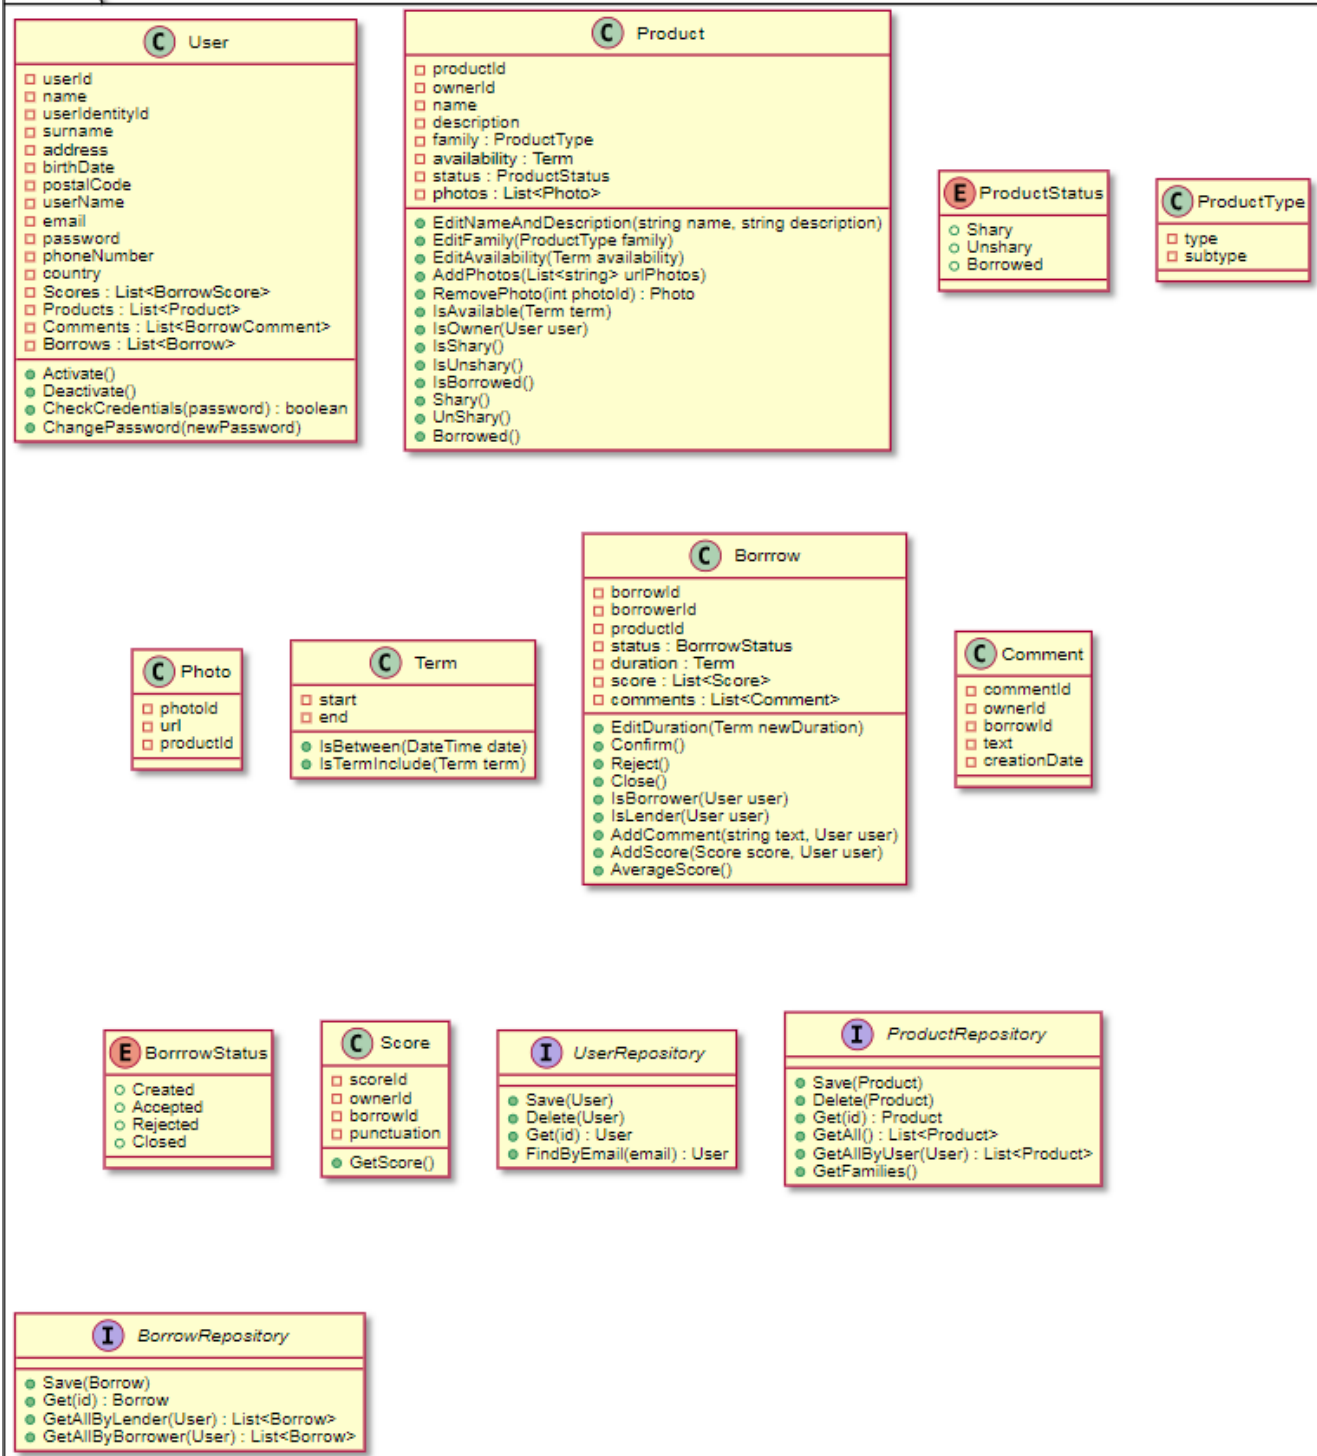 C User
userId
name
userIdentityId
surname
address
birthDate
postalCode
userName
email
password
phoneNumber
country
Scores : List<BorrowScore>
Products : List<Product>
Comments : List<BorrowComment>
Borrows : List<Borrow>
Activate()
Deactivate()
CheckCredentials(password) : boolean
ChangePassword(newPassword)
C Product
productId
ownerId
name
description
family : ProductType
availability : Term
status : ProductStatus
photos : List<Photo>
EditNameAndDescription(string name, string description)
EditFamily(ProductType family)
EditAvailability(Term availability)
AddPhotos(List<string> urlPhotos)
RemovePhoto(int photoId) : Photo
IsAvailable(Term term)
IsOwner(User user)
IsShary()
IsUnshary()
IsBorrowed()
Shary()
UnShary()
Borrowed()
E ProductStatus
Shary
Unshary
Borrowed
C ProductType
type
subtype
C Photo
photoId
url
productId
C Term
start
end
IsBetween(DateTime date)
IsTermInclude(Term term)
C Borrrow
borrowId
borrowerId
productId
status : BorrrowStatus
duration : Term
score : List<Score>
comments : List<Comment>
EditDuration(Term newDuration)
Confirm()
Reject()
Close()
IsBorrower(User user)
IsLender(User user)
AddComment(string text, User user)
AddScore(Score score, User user)
AverageScore()
C Comment
commentId
ownerId
borrowId
text
creationDate
E BorrrowStatus
Created
Accepted
Rejected
Closed
C Score
scoreId
ownerId
borrowId
punctuation
GetScore()
I UserRepository
Save(User)
Delete(User)
Get(id) : User
FindByEmail(email) : User
I ProductRepository
Save(Product)
Delete(Product)
Get(id) : Product
GetAll() : List<Product>
GetAllByUser(User) : List<Product>
GetFamilies()
I BorrowRepository
Save(Borrow)
Get(id) : Borrow
GetAllByLender(User) : List<Borrow>
GetAllByBorrower(User) : List<Borrow>